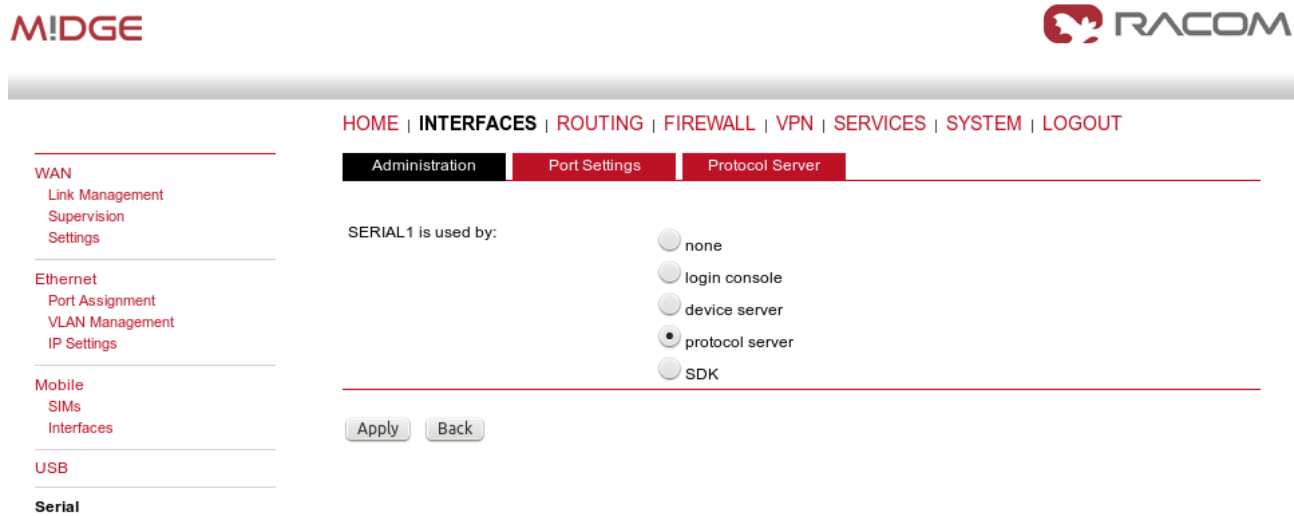 M!DGE
RACOM
HOME | INTERFACES | ROUTING | FIREWALL | VPN | SERVICES | SYSTEM | LOGOUT
Administration Port Settings Protocol Server
WAN
Link Management
Supervision
Settings
Ethernet
Port Assignment
VLAN Management
IP Settings
Mobile
SIMs
Interfaces
USB
Serial
SERIAL1 is used by:
none
login console
device server
protocol server
SDK
Apply Back